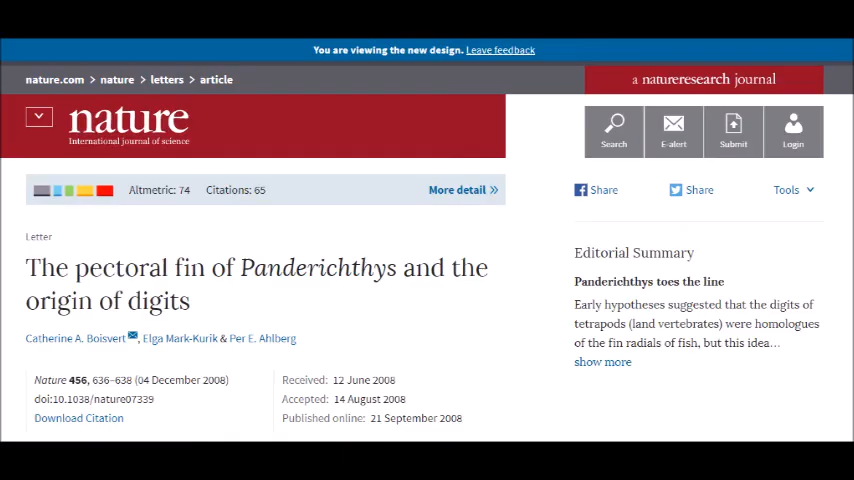 You are viewing the new design. Leave feedback
nature.com > nature > letters > article
a natureresearch journal
nature
International journal of science
Search
E-alert
Submit
Login
Altmetric: 74 Citations: 65 More detail »
Share
Share
Tools
Letter
The pectoral fin of Panderichthys and the
origin of digits
Catherine A. Boisvert, Elga Mark-Kurik & Per E. Ahlberg
Nature 456, 636–638 (04 December 2008)
doi:10.1038/nature07339
Download Citation
Received: 12 June 2008
Accepted: 14 August 2008
Published online: 21 September 2008
Editorial Summary
Panderichthys toes the line
Early hypotheses suggested that the digits of
tetrapods (land vertebrates) were homologues
of the fin radials of fish, but this idea…
show more